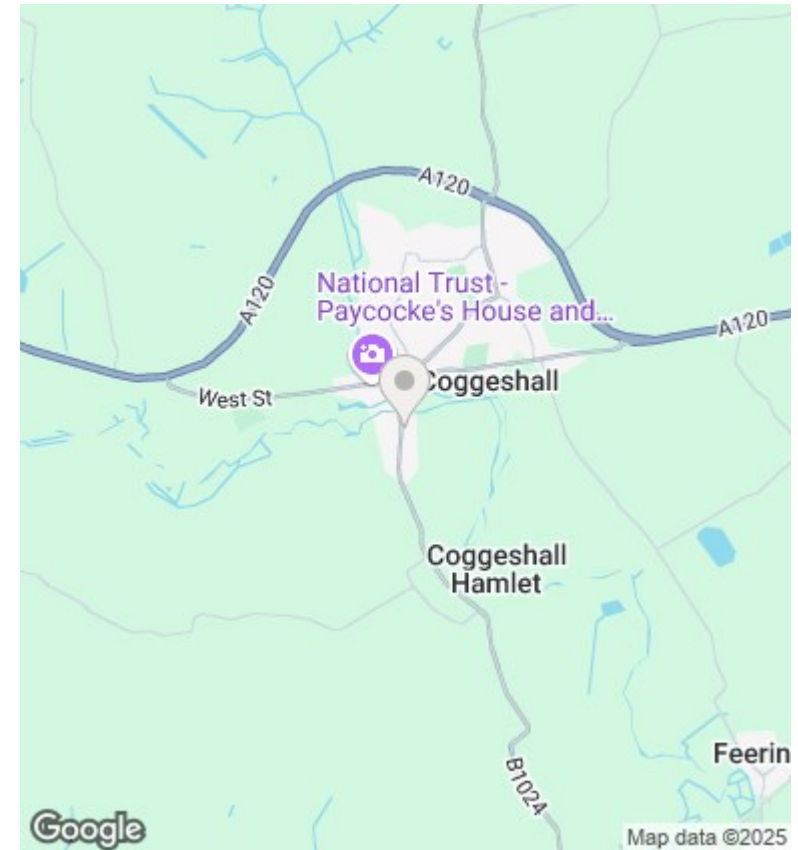 A120
National Trust -
Paycocke's House and...
A120
A120
Coggeshall
West St
Coggeshall
Hamlet
Feerin
B1024
Google
Map data ©2025